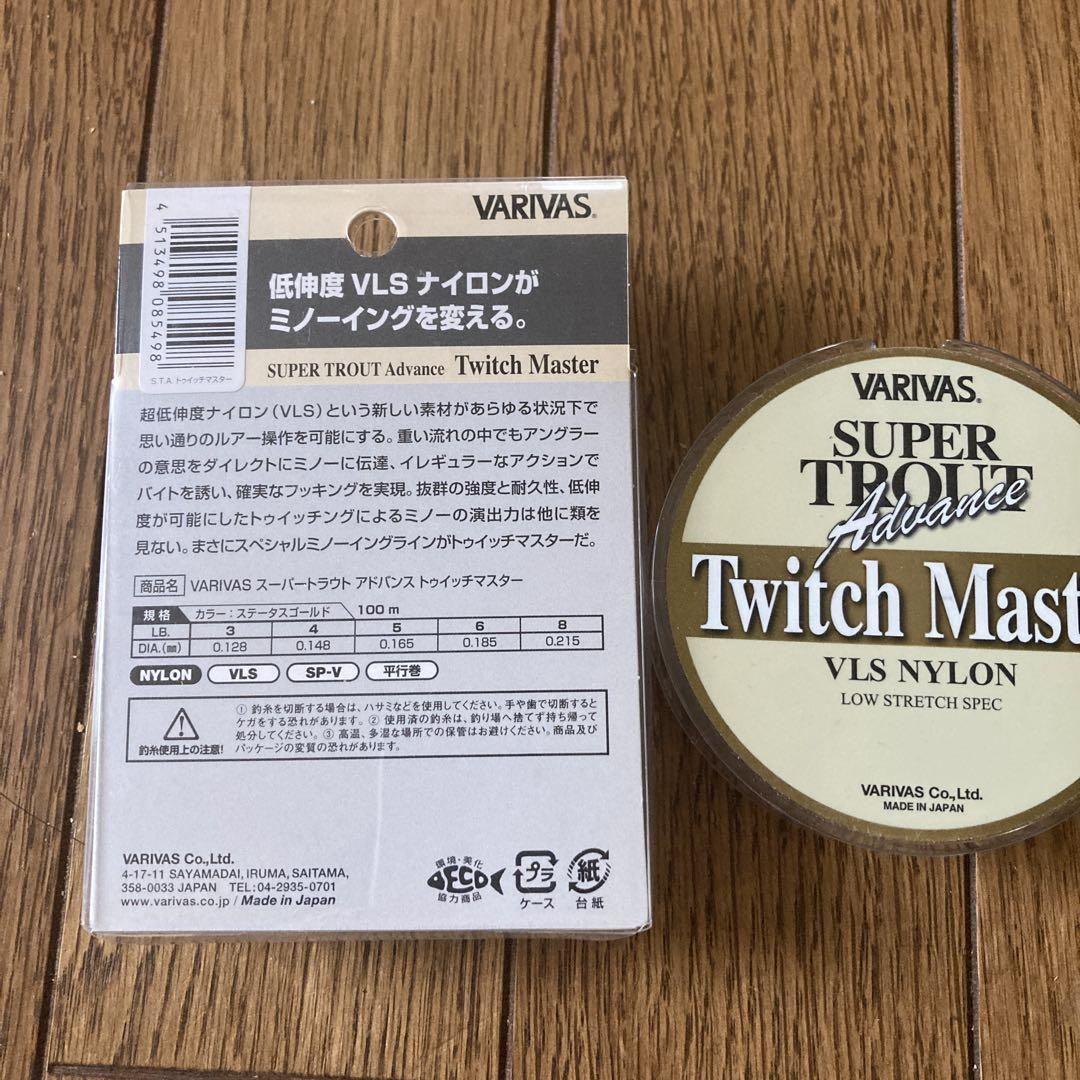 4 513498 085498
S.T.A. トゥイッチマスター
VARIVAS®
低伸度 VLS ナイロンが
ミノーイングを変える。
SUPER TROUT Advance Twitch Master
超低伸度ナイロン（VLS）という新しい素材があらゆる状況下で
思い通りのルアー操作を可能にする。重い流れの中でもアングラー
の意思をダイレクトにミノーに伝達、イレギュラーなアクションで
バイトを誘い、確実なフッキングを実現。抜群の強度と耐久性、低伸
度が可能にしたトゥイッチングによるミノーの演出力は他に類を
見ない。まさにスペシャルミノーイングラインがトゥイッチマスターだ。
商品名 VARIVAS スーパートラウト アドバンス トゥイッチマスター
規格 カラー：ステータスゴールド 100m
LB. 3 4 5 6 8
DIA.(㎜) 0.128 0.148 0.165 0.185 0.215
NYLON VLS SP-V 平行巻
釣糸使用上の注意!
① 釣糸を切断する場合は、ハサミなどを使用してください。手や歯で切断すると
ケガをする恐れがあります。② 使用済の釣糸は、釣り場へ捨てず持ち帰って
処分してください。③ 高温、多湿な場所での保管はお避けください。商品及び
パッケージの変質の恐れがあります。
VARIVAS Co.,Ltd.
4-17-11 SAYAMADAI, IRUMA, SAITAMA,
358-0033 JAPAN TEL:04-2935-0701
www.varivas.co.jp / Made in Japan
環境・美化
DECO
協力商品
プラ
ケース
紙
台紙
VARIVAS®
SUPER
TROUT
Advance
Twitch Mast
VLS NYLON
LOW STRETCH SPEC
VARIVAS Co.,Ltd.
MADE IN JAPAN